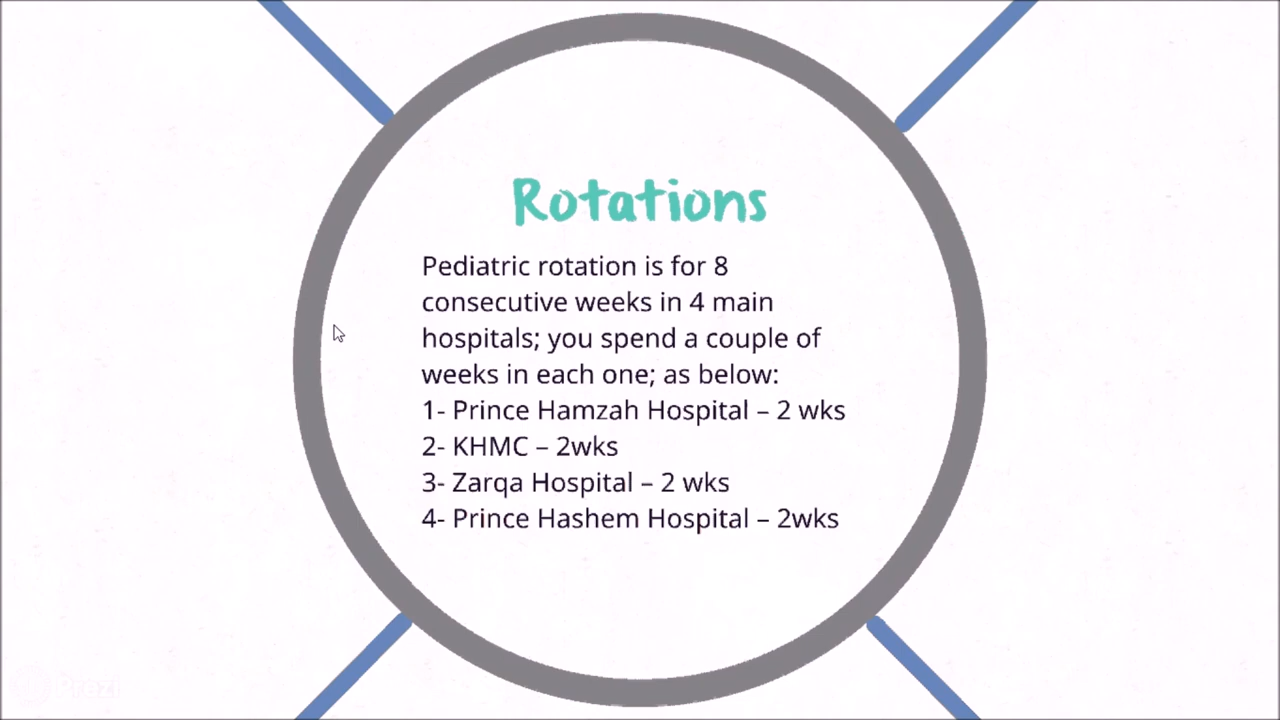 Rotations
Pediatric rotation is for 8
consecutive weeks in 4 main
hospitals; you spend a couple of
weeks in each one; as below:
1- Prince Hamzah Hospital – 2 wks
2- KHMC – 2wks
3- Zarqa Hospital – 2 wks
4- Prince Hashem Hospital – 2wks
Prezi